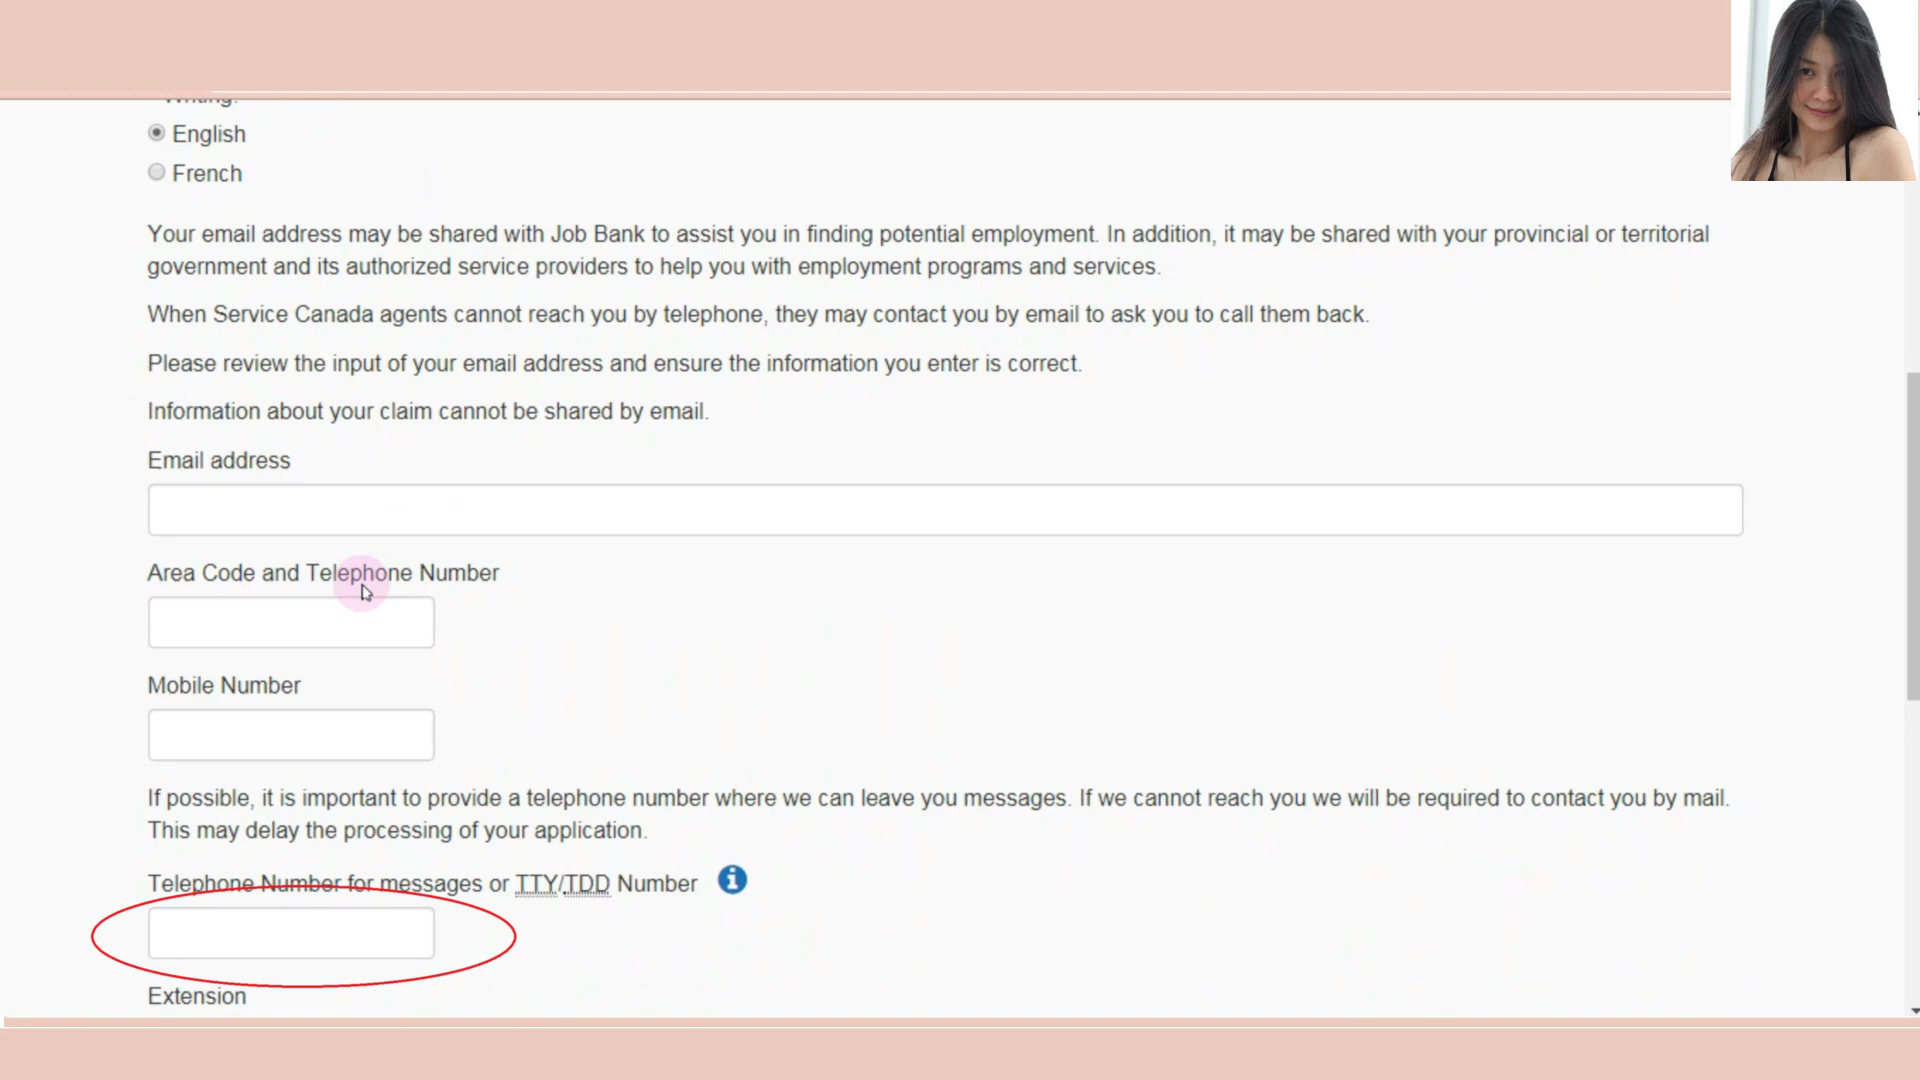 English
French
Your email address may be shared with Job Bank to assist you in finding potential employment. In addition, it may be shared with your provincial or territorial
government and its authorized service providers to help you with employment programs and services.
When Service Canada agents cannot reach you by telephone, they may contact you by email to ask you to call them back.
Please review the input of your email address and ensure the information you enter is correct.
Information about your claim cannot be shared by email.
Email address
Area Code and Telephone Number
Mobile Number
If possible, it is important to provide a telephone number where we can leave you messages. If we cannot reach you we will be required to contact you by mail.
This may delay the processing of your application.
Telephone Number for messages or TTY/TDD Number
Extension